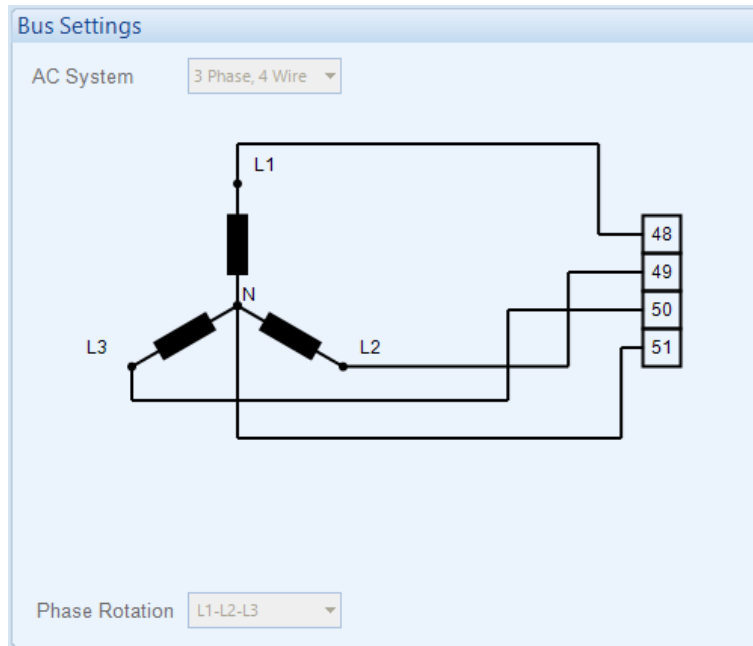 Bus Settings
AC System 3 Phase, 4 Wire
L1
48
49
N
50
L3 L2 51
Phase Rotation L1-L2-L3